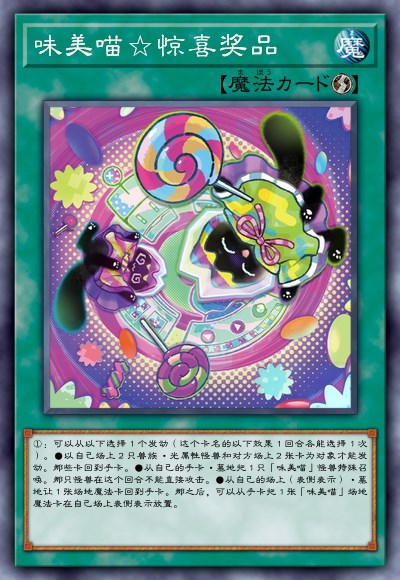 味美喵☆惊喜奖品
魔
【魔法カード】
まほう
①：可以从以下选择１个发动（这个卡名的以下效果１回合各能选择１次
）。●以自己场上２只兽族・光属性怪兽和对方场上２张卡为对象才能发
动。那些卡回到手卡。●从自己的手卡・墓地把１只「味美喵」怪兽特殊召
唤。那只怪兽在这个回合不能直接攻击。●从自己的场上（表侧表示）・墓
地让１张场地魔法卡回到手卡。那之后，可以从手卡把１张「味美喵」场地
魔法卡在自己场上表侧表示放置。